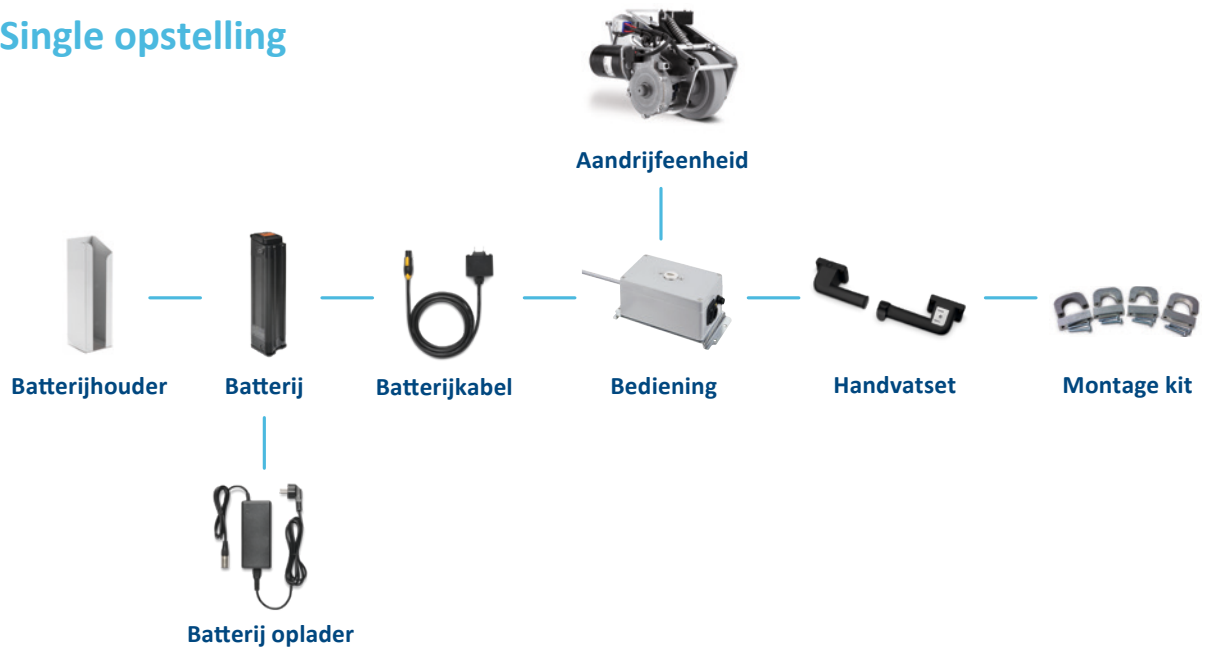 Single opstelling
Aandrijfeenheid
Batterijhouder
Batterij
Batterijkabel
Bediening
Handvatset
Montage kit
Batterij oplader